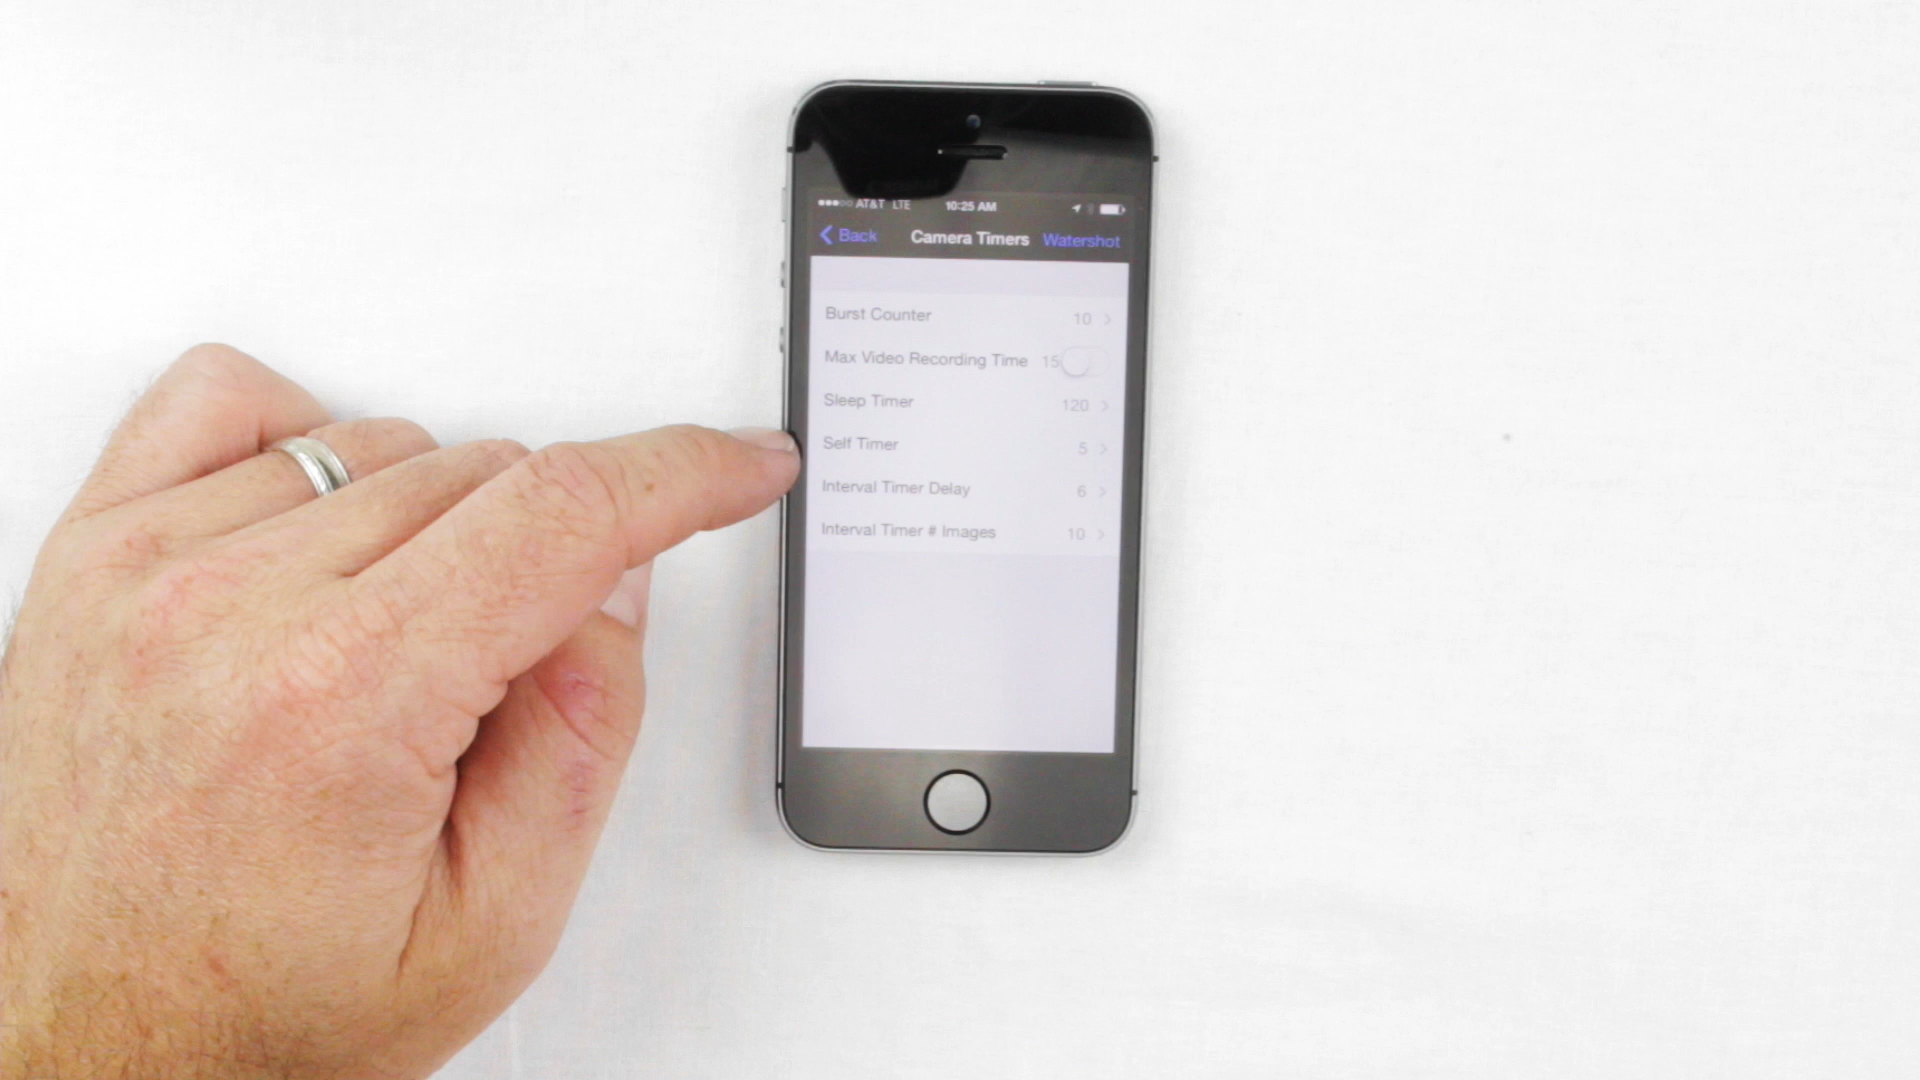 AT&T LTE 10:25 AM
Back Camera Timers Watershot
Burst Counter 10
Max Video Recording Time 15
Sleep Timer 120
Self Timer 5
Interval Timer Delay 6
Interval Timer # Images 10